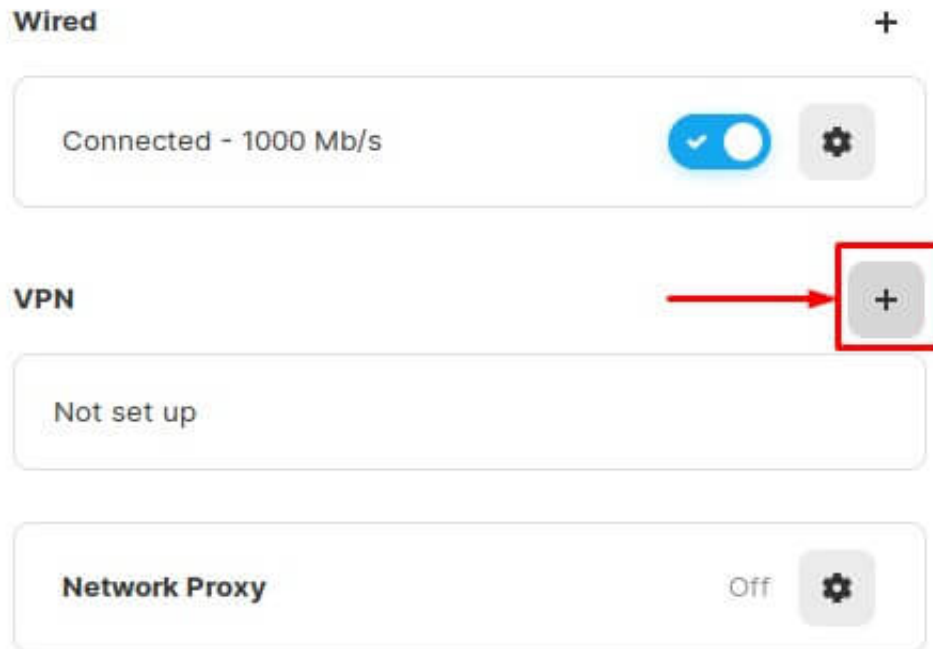 Wired
Connected - 1000 Mb/s
VPN
Not set up
Network Proxy
Off